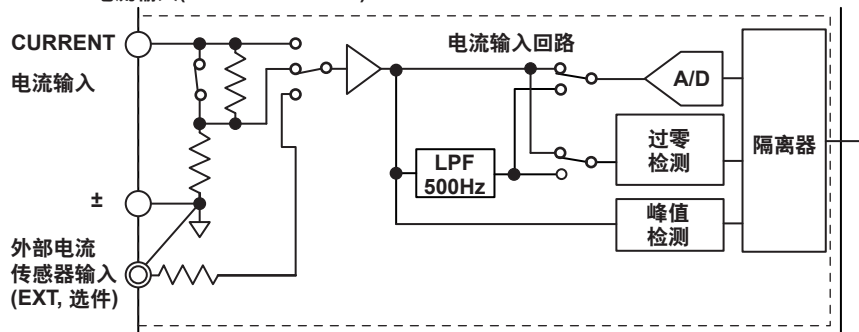 CURRENT
电流输入
±
外部电流
传感器输入
(EXT, 选件)
电流输入回路
LPF
500Hz
A/D
过零
检测
峰值
检测
隔离器